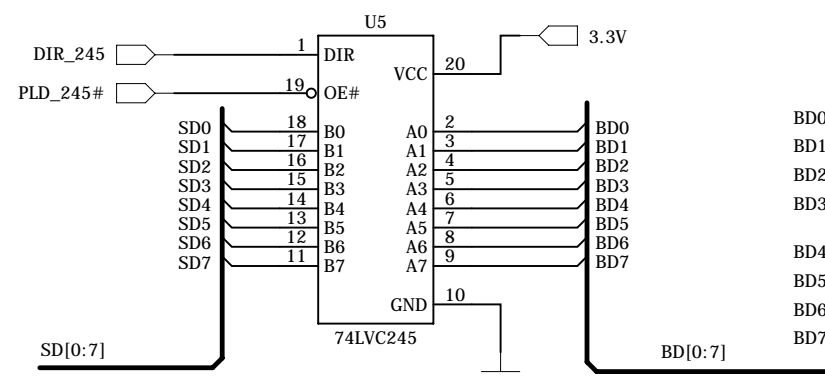 U5
DIR_245
1
DIR
3.3V
VCC
20
PLD_245#
19
OE#
SD0
18
B0
A0
2
BD0
SD1
17
B1
A1
3
BD1
SD2
16
B2
A2
4
BD2
SD3
15
B3
A3
5
BD3
SD4
14
B4
A4
6
BD4
SD5
13
B5
A5
7
BD5
SD6
12
B6
A6
8
BD6
SD7
11
B7
A7
9
BD7
GND
10
74LVC245
SD[0:7]
BD[0:7]
BD0
BD1
BD2
BD3
BD4
BD5
BD6
BD7